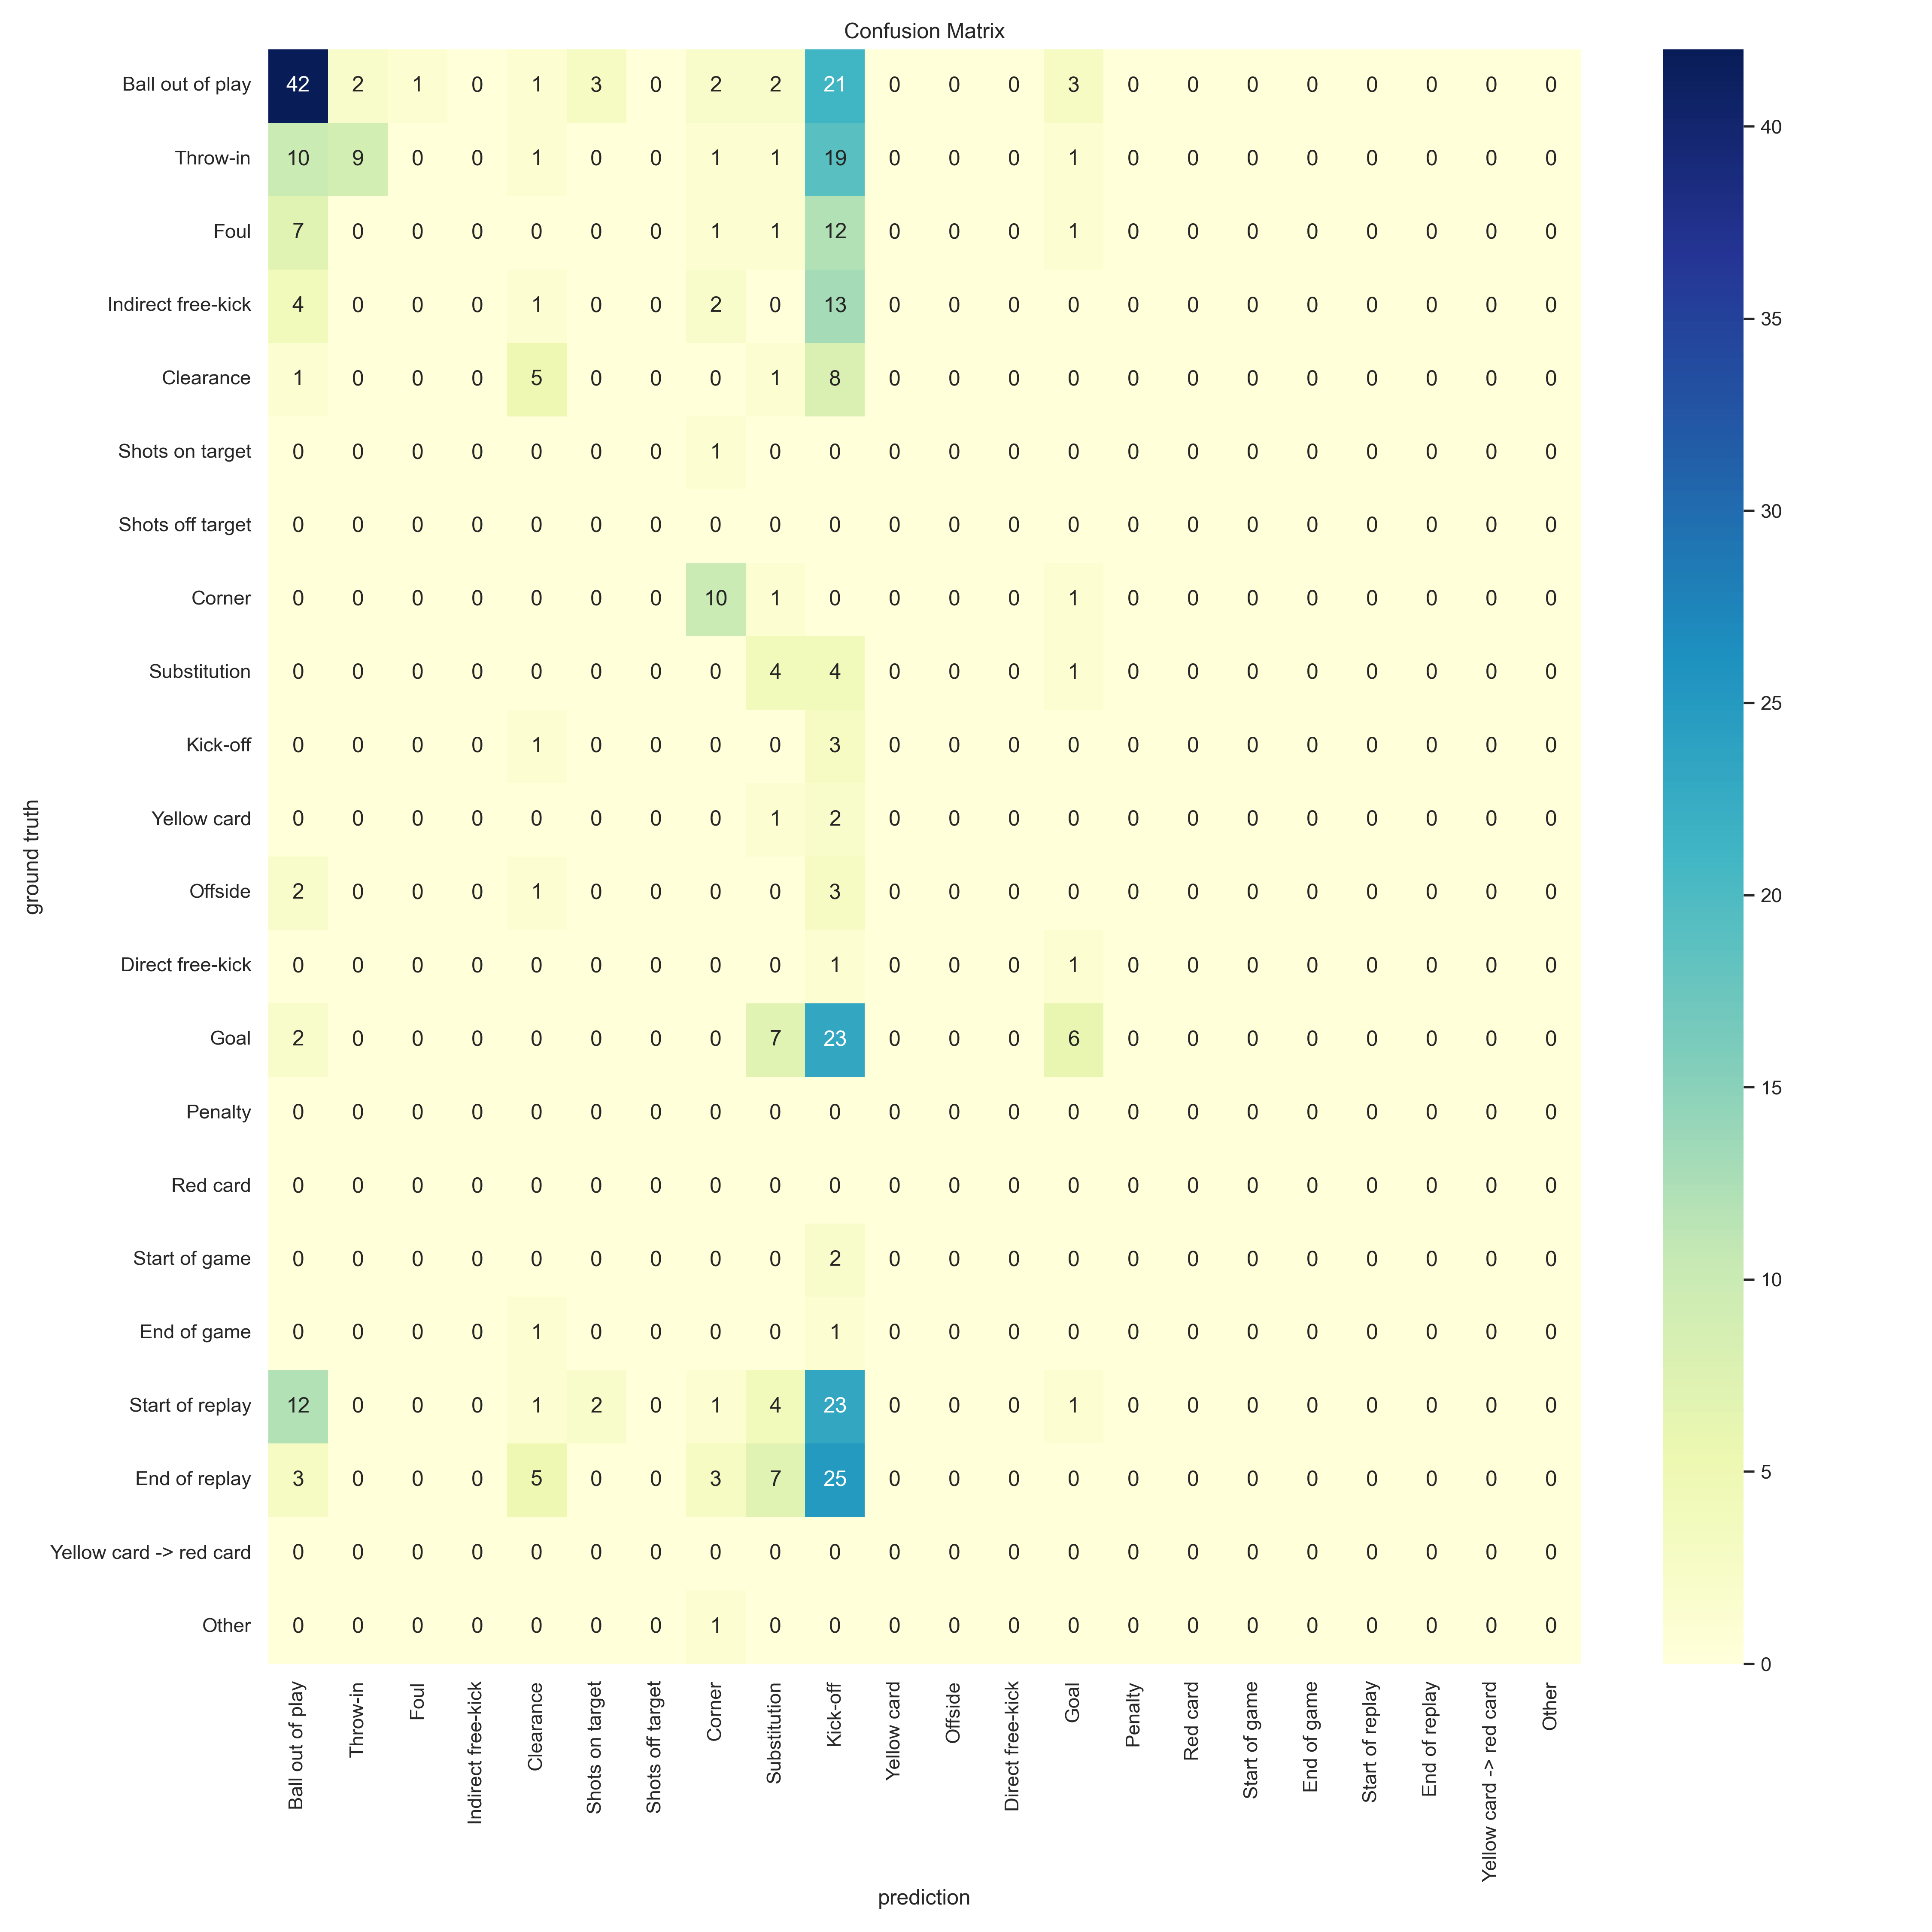 Confusion Matrix
Ball out of play 42 2 1 0 1 3 0 2 2 21 0 0 0 3 0 0 0 0 0 0 0 0
Throw-in 10 9 0 0 1 0 0 1 1 19 0 0 0 1 0 0 0 0 0 0 0 0
Foul 7 0 0 0 0 0 0 1 1 12 0 0 0 1 0 0 0 0 0 0 0 0
Indirect free-kick 4 0 0 0 1 0 0 2 0 13 0 0 0 0 0 0 0 0 0 0 0 0
Clearance 1 0 0 0 5 0 0 0 1 8 0 0 0 0 0 0 0 0 0 0 0 0
Shots on target 0 0 0 0 0 0 0 1 0 0 0 0 0 0 0 0 0 0 0 0 0 0
Shots off target 0 0 0 0 0 0 0 0 0 0 0 0 0 0 0 0 0 0 0 0 0 0
Corner 0 0 0 0 0 0 0 10 1 0 0 0 0 1 0 0 0 0 0 0 0 0
Substitution 0 0 0 0 0 0 0 0 4 4 0 0 0 1 0 0 0 0 0 0 0 0
Kick-off 0 0 0 0 1 0 0 0 0 3 0 0 0 0 0 0 0 0 0 0 0 0
Yellow card 0 0 0 0 0 0 0 0 1 2 0 0 0 0 0 0 0 0 0 0 0 0
Offside 2 0 0 0 1 0 0 0 0 3 0 0 0 0 0 0 0 0 0 0 0 0
Direct free-kick 0 0 0 0 0 0 0 0 0 1 0 0 0 1 0 0 0 0 0 0 0 0
Goal 2 0 0 0 0 0 0 0 7 23 0 0 0 6 0 0 0 0 0 0 0 0
Penalty 0 0 0 0 0 0 0 0 0 0 0 0 0 0 0 0 0 0 0 0 0 0
Red card 0 0 0 0 0 0 0 0 0 0 0 0 0 0 0 0 0 0 0 0 0 0
Start of game 0 0 0 0 0 0 0 0 0 2 0 0 0 0 0 0 0 0 0 0 0 0
End of game 0 0 0 0 1 0 0 0 0 1 0 0 0 0 0 0 0 0 0 0 0 0
Start of replay 12 0 0 0 1 2 0 1 4 23 0 0 0 1 0 0 0 0 0 0 0 0
End of replay 3 0 0 0 5 0 0 3 7 25 0 0 0 0 0 0 0 0 0 0 0 0
Yellow card -> red card 0 0 0 0 0 0 0 0 0 0 0 0 0 0 0 0 0 0 0 0 0 0
Other 0 0 0 0 0 0 0 1 0 0 0 0 0 0 0 0 0 0 0 0 0 0
ground truth
Ball out of play
Throw-in
Foul
Indirect free-kick
Clearance
Shots on target
Shots off target
Corner
Substitution
Kick-off
Yellow card
Offside
Direct free-kick
Goal
Penalty
Red card
Start of game
End of game
Start of replay
End of replay
Yellow card -> red card
Other
prediction
40
35
30
25
20
15
10
5
0